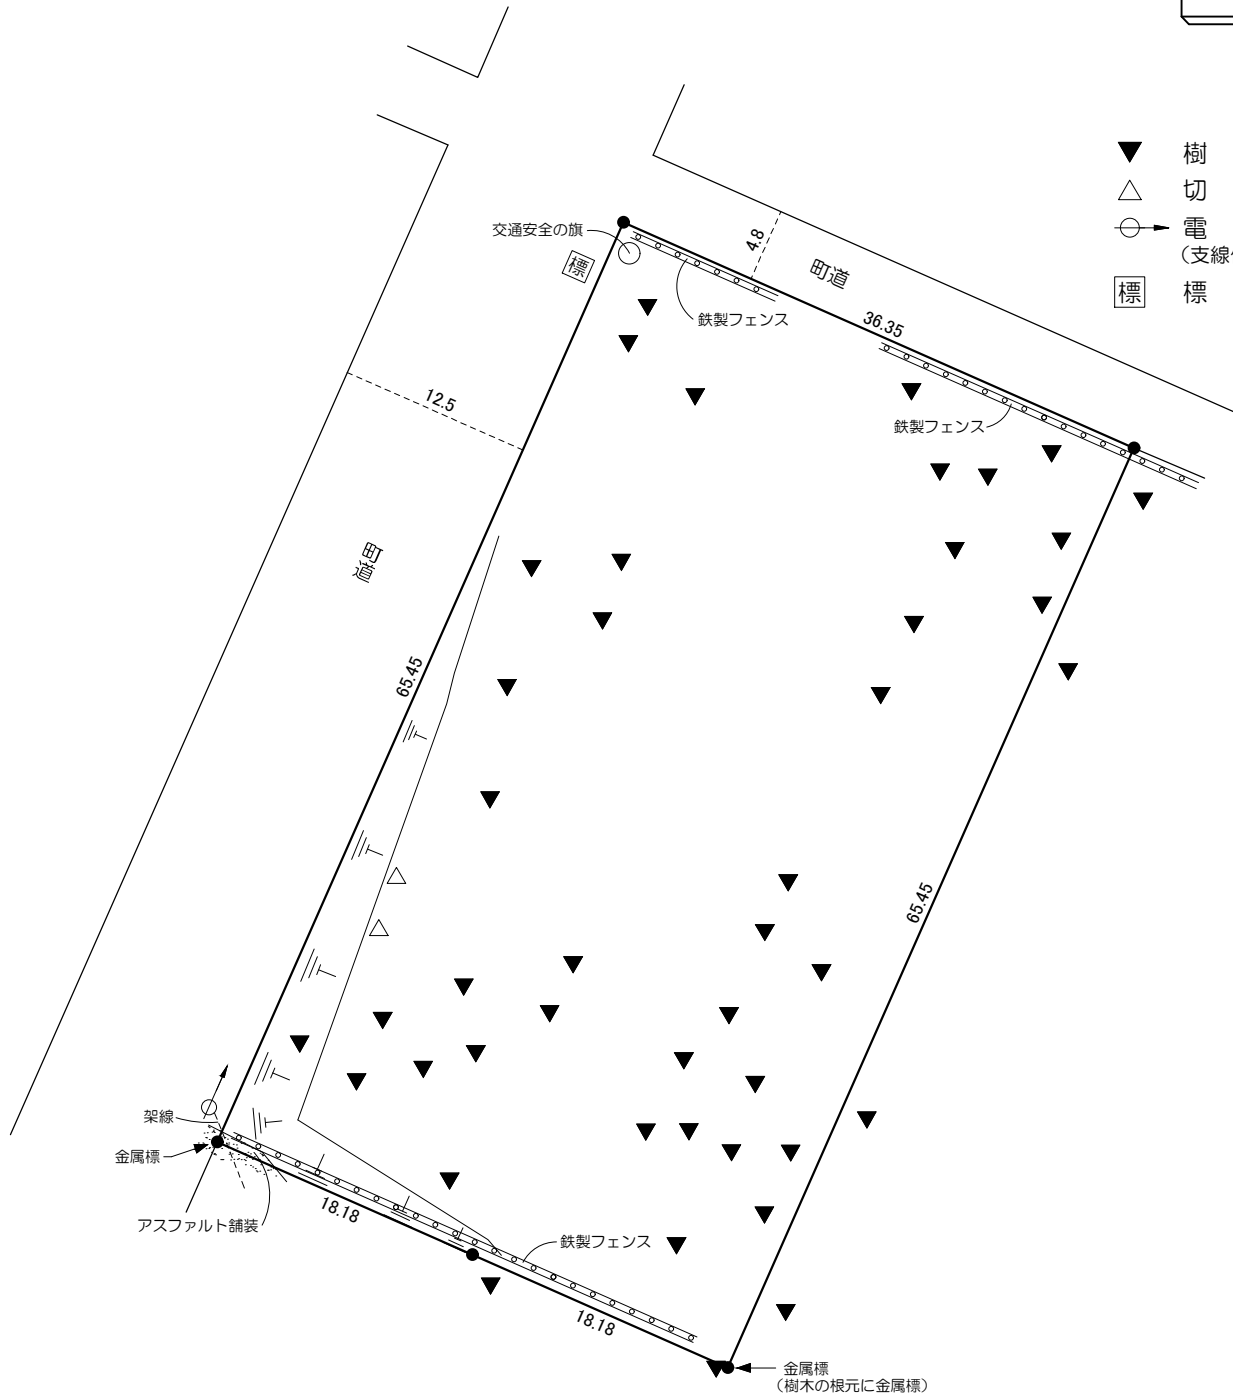 樹
切
電
（支線
標 標
交通安全の旗
標
4.8
町道
鉄製フェンス
36.35
鉄製フェンス
12.5
町道
65.45
65.45
架線
金属標
アスファルト舗装
18.18
鉄製フェンス
18.18
金属標
（樹木の根元に金属標）